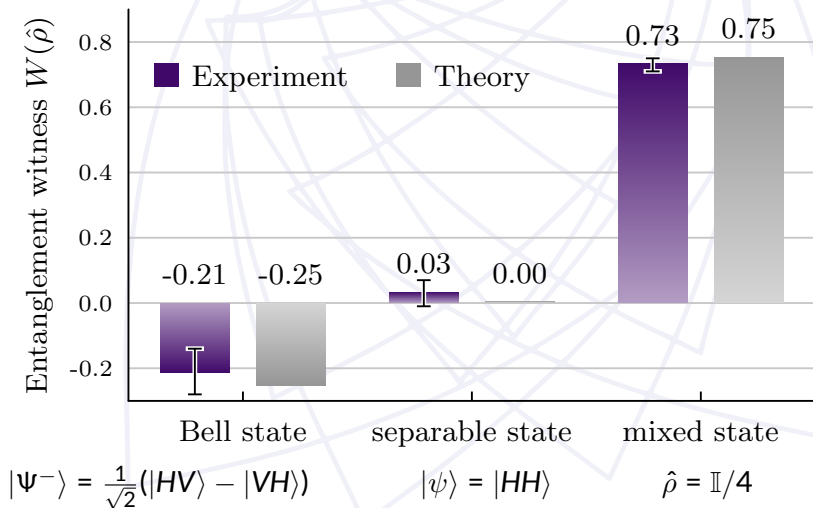 Entanglement witness W(ρ̂)
0.8
0.6
0.4
0.2
0.0
-0.2
Experiment
Theory
-0.21
-0.25
0.03
0.00
0.73
0.75
Bell state
separable state
mixed state
|Ψ⁻⟩ = 1/√2(|HV⟩ − |VH⟩)
|ψ⟩ = |HH⟩
ρ̂ = 𝕀/4